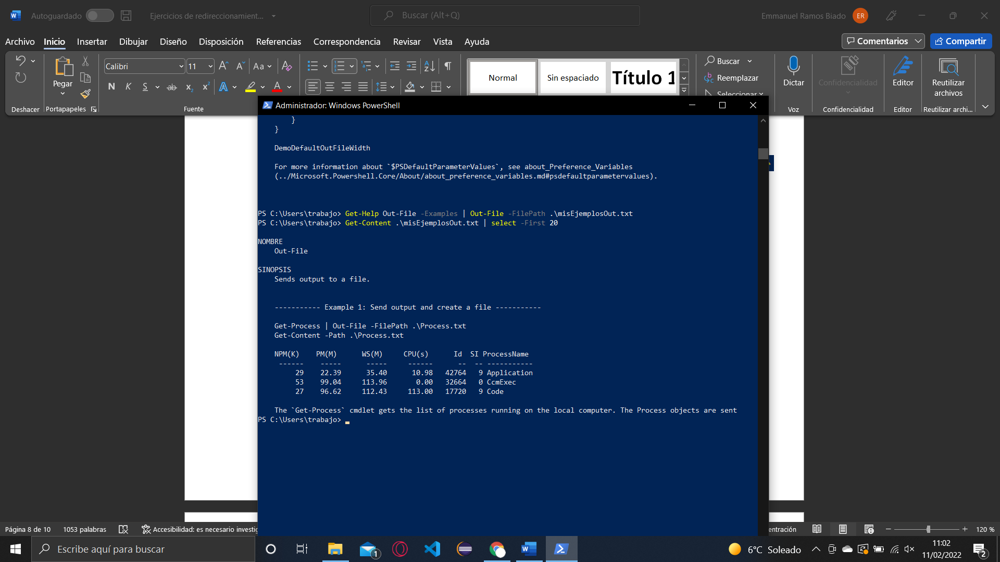 Autoguardado
Ejercicios de redireccionamient...
Buscar (Alt+Q)
Emmanuel Ramos Biado
ER
Archivo Inicio Insertar Dibujar Diseño Disposición Referencias Correspondencia Revisar Vista Ayuda
Comentarios
Compartir
Pegar
Calibri
11
Aa
N K S ab x₂ x² A A
Normal
Sin espaciado
Título 1
Buscar
Reemplazar
Seleccionar
Dictar
Confidencialidad
Editor
Reutilizar
archivos
Deshacer
Portapapeles
Fuente
Voz
Confidencialidad
Editor
Reutilizar archi...
Administrador: Windows PowerShell
        }
    }
    DemoDefaultOutFileWidth
    For more information about `$PSDefaultParameterValues`, see about_Preference_Variables
    (../Microsoft.Powershell.Core/About/about_preference_variables.md#psdefaultparametervalues).
PS C:\Users\trabajo> Get-Help Out-File -Examples | Out-File -FilePath .\misEjemplosOut.txt
PS C:\Users\trabajo> Get-Content .\misEjemplosOut.txt | select -First 20
NOMBRE
    Out-File
SINOPSIS
    Sends output to a file.
    ----------- Example 1: Send output and create a file -----------
    Get-Process | Out-File -FilePath .\Process.txt
    Get-Content -Path .\Process.txt
    NPM(K)    PM(M)      WS(M)     CPU(s)      Id  SI ProcessName
     ------    -----      -----     ------      --  -- -----------
         29    22.39      35.40      10.98   42764   9 Application
         53    99.04     113.96       0.00   32664   0 CcmExec
         27    96.62     112.43     113.00   17720   9 Code
    The `Get-Process` cmdlet gets the list of processes running on the local computer. The Process objects are sent
PS C:\Users\trabajo>
Página 8 de 10
1053 palabras
Accesibilidad: es necesario investig
entración
120 %
Escribe aquí para buscar
1
6°C Soleado
11:02
11/02/2022
2